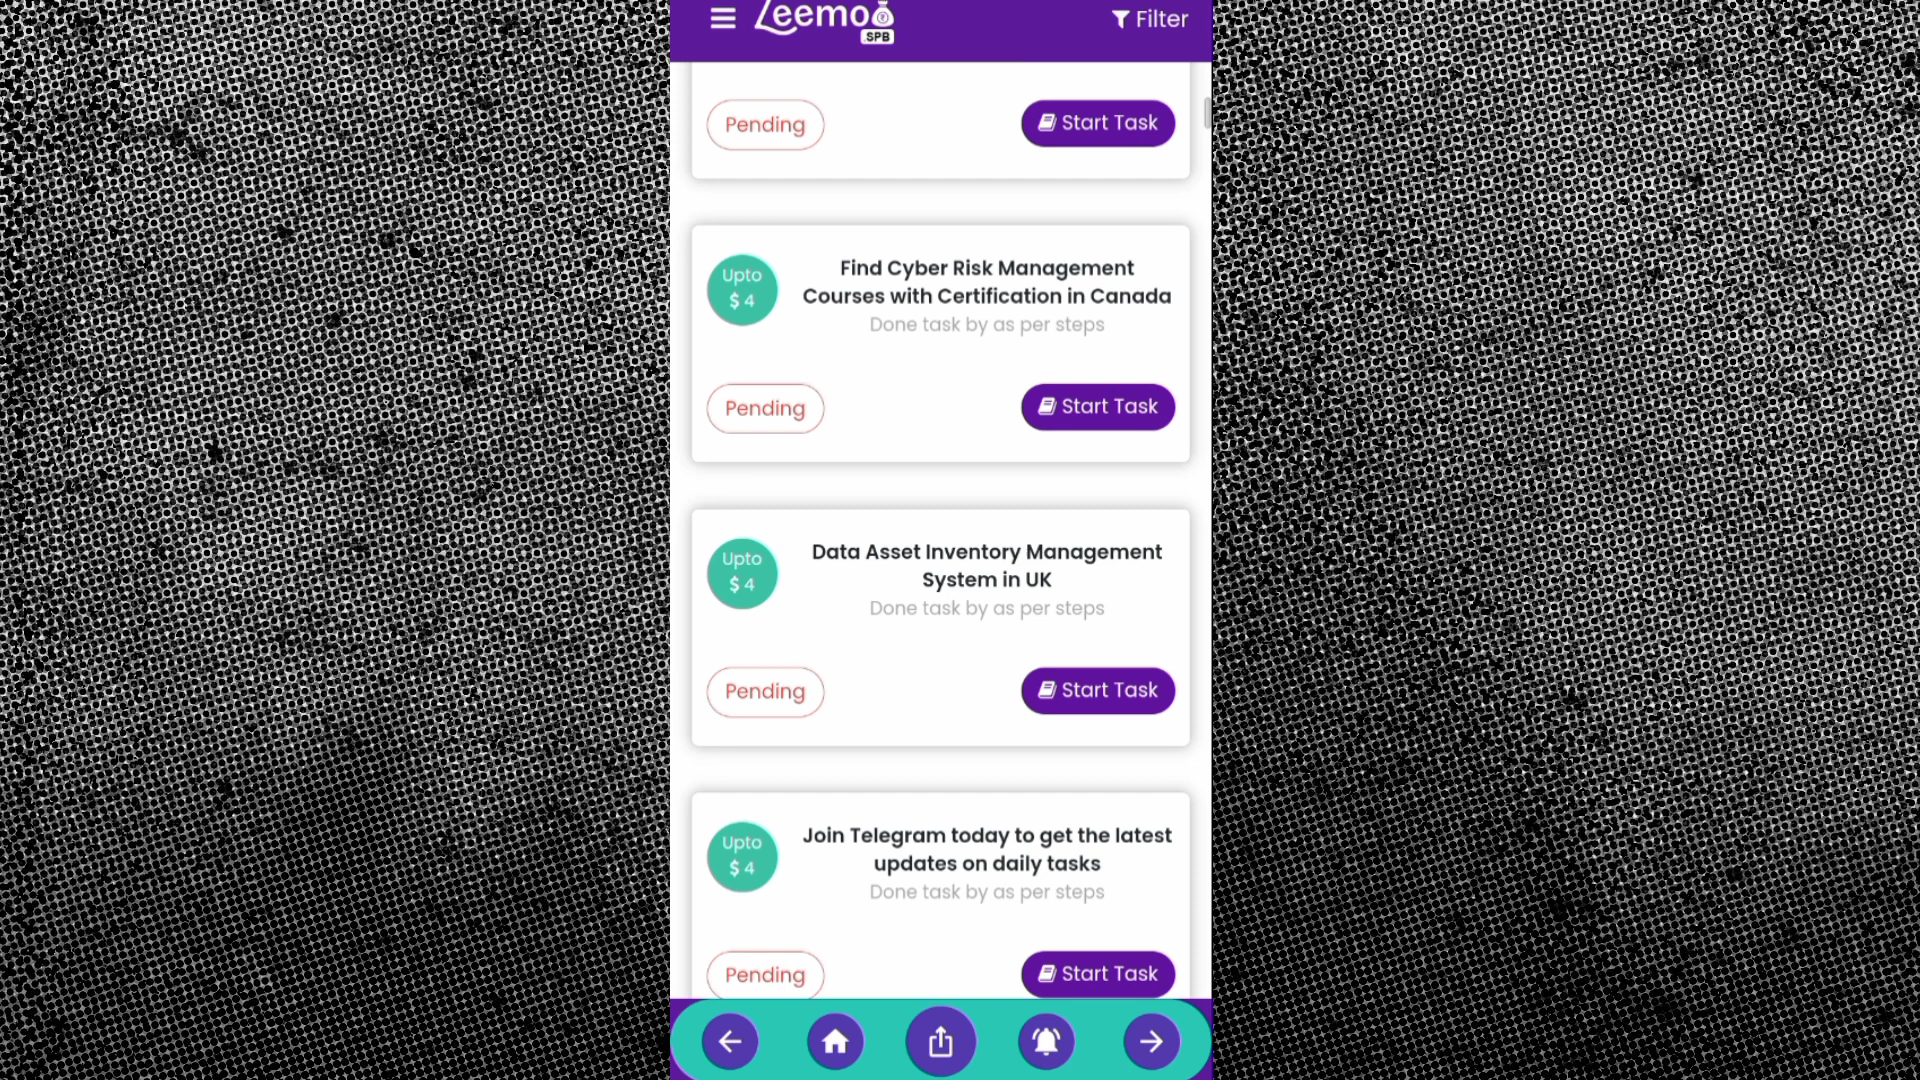 Zeemo
SPB
Filter
Pending
Start Task
Upto
$ 4
Find Cyber Risk Management
Courses with Certification in Canada
Done task by as per steps
Pending
Start Task
Upto
$ 4
Data Asset Inventory Management
System in UK
Done task by as per steps
Pending
Start Task
Upto
$ 4
Join Telegram today to get the latest
updates on daily tasks
Done task by as per steps
Pending
Start Task